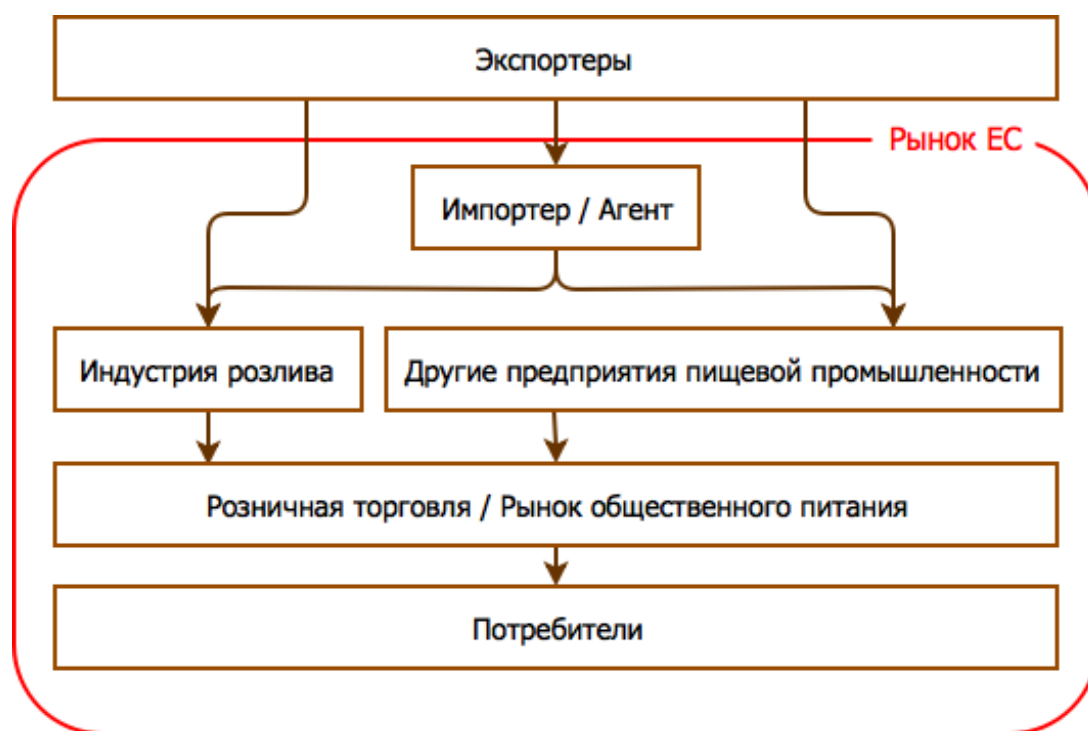 Экспортеры
Рынок ЕС
Импортер / Агент
Индустрия розлива
Другие предприятия пищевой промышленности
Розничная торговля / Рынок общественного питания
Потребители